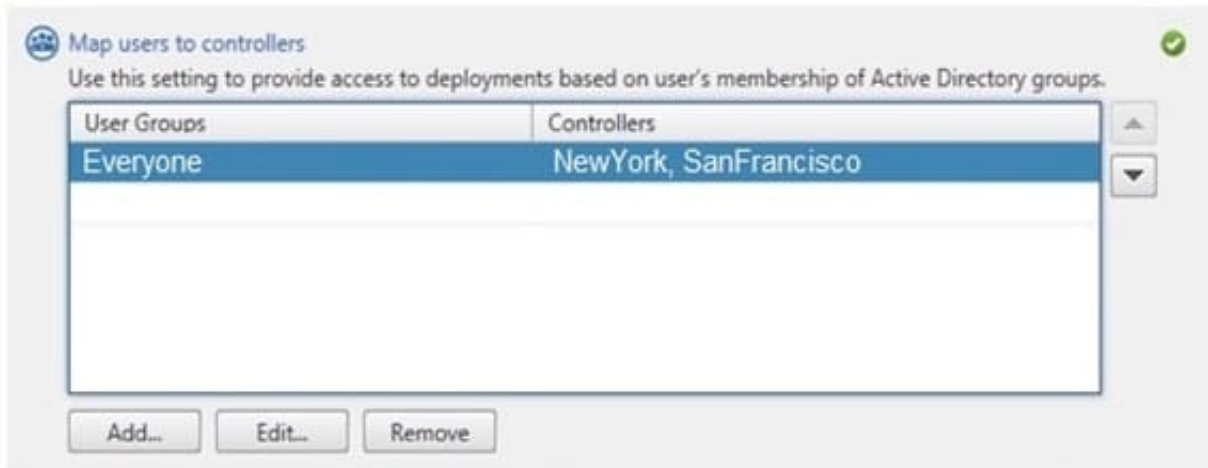 Map users to controllers
Use this setting to provide access to deployments based on user's membership of Active Directory groups.
User Groups Controllers
Everyone NewYork, SanFrancisco
Add... Edit... Remove